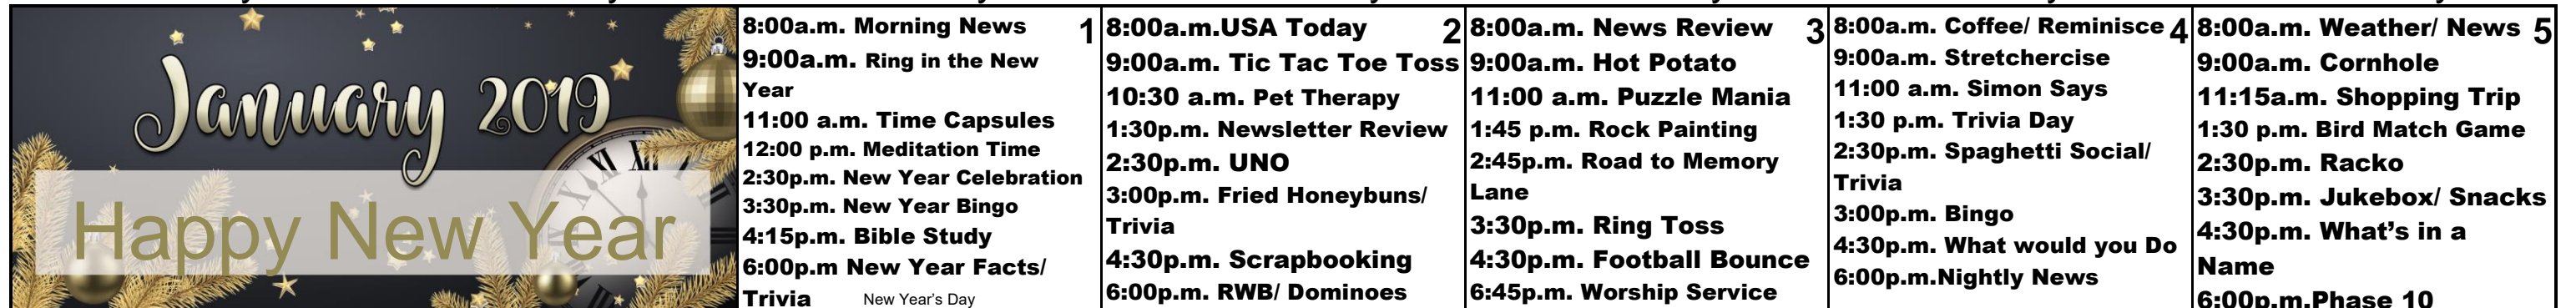 January 2019
Happy New Year
8:00a.m. Morning News 1
9:00a.m. Ring in the New
Year
11:00 a.m. Time Capsules
12:00 p.m. Meditation Time
2:30p.m. New Year Celebration
3:30p.m. New Year Bingo
4:15p.m. Bible Study
6:00p.m New Year Facts/
Trivia New Year's Day
8:00a.m.USA Today 2
9:00a.m. Tic Tac Toe Toss
10:30 a.m. Pet Therapy
1:30p.m. Newsletter Review
2:30p.m. UNO
3:00p.m. Fried Honeybuns/
Trivia
4:30p.m. Scrapbooking
6:00p.m. RWB/ Dominoes
8:00a.m. News Review 3
9:00a.m. Hot Potato
11:00 a.m. Puzzle Mania
1:45 p.m. Rock Painting
2:45p.m. Road to Memory
Lane
3:30p.m. Ring Toss
4:30p.m. Football Bounce
6:45p.m. Worship Service
8:00a.m. Coffee/ Reminisce 4
9:00a.m. Stretchercise
11:00 a.m. Simon Says
1:30 p.m. Trivia Day
2:30p.m. Spaghetti Social/
Trivia
3:00p.m. Bingo
4:30p.m. What would you Do
6:00p.m.Nightly News
8:00a.m. Weather/ News 5
9:00a.m. Cornhole
11:15a.m. Shopping Trip
1:30 p.m. Bird Match Game
2:30p.m. Racko
3:30p.m. Jukebox/ Snacks
4:30p.m. What's in a
Name
6:00p.m.Phase 10